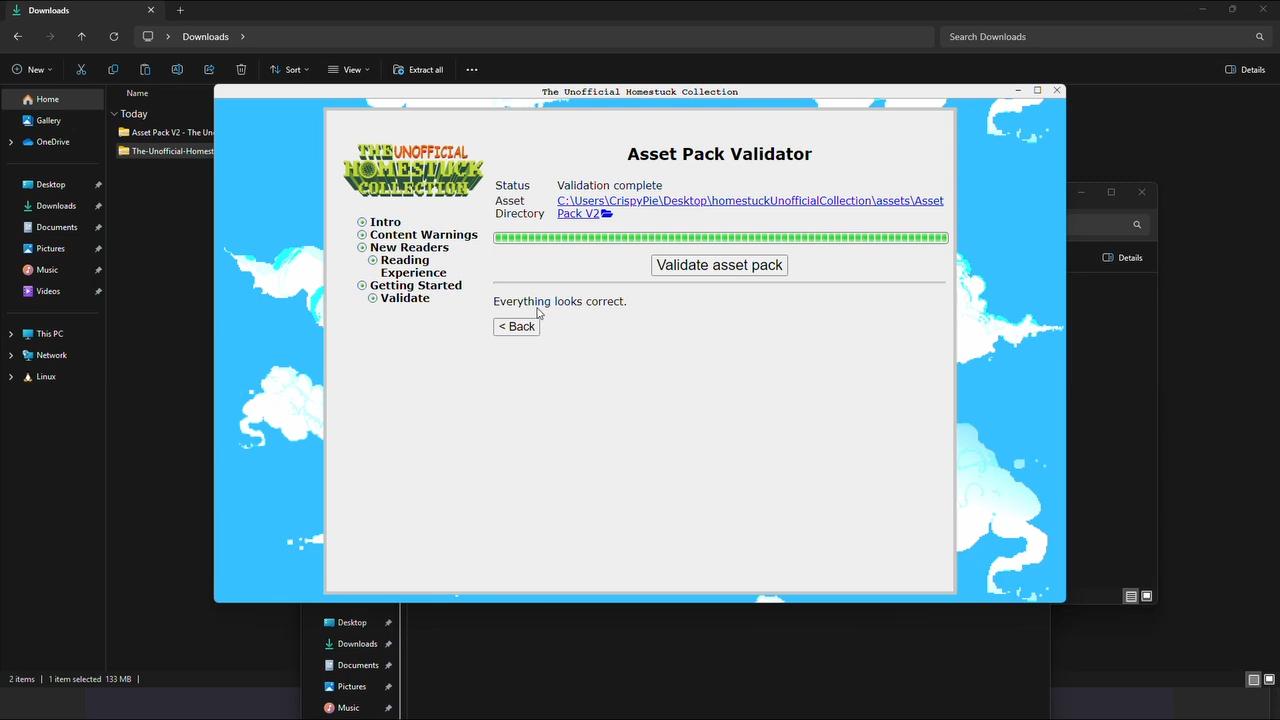 Downloads
Downloads
Search Downloads
New
Sort
View
Extract all
Details
Home
Gallery
OneDrive
Desktop
Downloads
Documents
Pictures
Music
Videos
This PC
Network
Linux
Name
Today
Asset Pack V2 - The Un
The-Unofficial-Homest
The Unofficial Homestuck Collection
THE UNOFFICIAL
HOMESTUCK
COLLECTION
Intro
Content Warnings
New Readers
Reading
Experience
Getting Started
Validate
Asset Pack Validator
Status Validation complete
Asset C:\Users\CrispyPie\Desktop\homestuckUnofficialCollection\assets\Asset
Directory Pack V2
Validate asset pack
Everything looks correct.
< Back
Details
Desktop
Downloads
Documents
Pictures
Music
2 items 1 item selected 133 MB